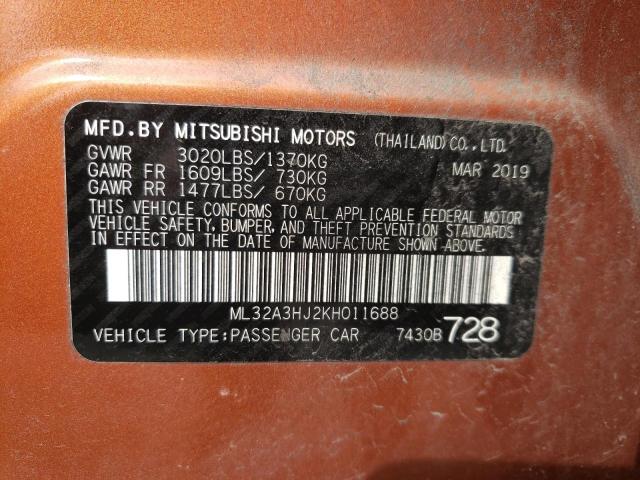 MFD.BY MITSUBISHI MOTORS (THAILAND)CO.,LTD.
GVWR 3020LBS/1370KG MAR 2019
GAWR FR 1609LBS/ 730KG
GAWR RR 1477LBS/ 670KG
THIS VEHICLE CONFORMS TO ALL APPLICABLE FEDERAL MOTOR
VEHICLE SAFETY, BUMPER, AND THEFT PREVENTION STANDARDS
IN EFFECT ON THE DATE OF MANUFACTURE SHOWN ABOVE.
ML32A3HJ2KH011688
VEHICLE TYPE:PASSENGER CAR 7430B 728